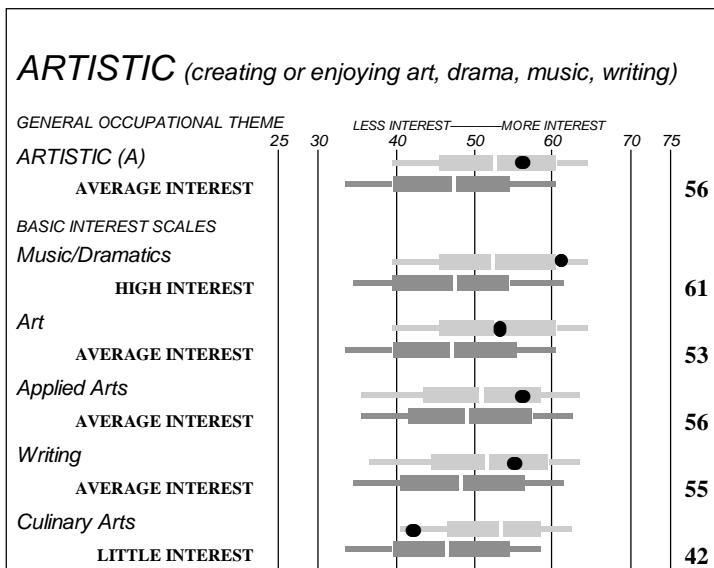 ARTISTIC (creating or enjoying art, drama, music, writing)
GENERAL OCCUPATIONAL THEME LESS INTEREST MORE INTEREST
25 30 40 50 60 70 75
ARTISTIC (A)
AVERAGE INTEREST 56
BASIC INTEREST SCALES
Music/Dramatics
HIGH INTEREST 61
Art
AVERAGE INTEREST 53
Applied Arts
AVERAGE INTEREST 56
Writing
AVERAGE INTEREST 55
Culinary Arts
LITTLE INTEREST 42